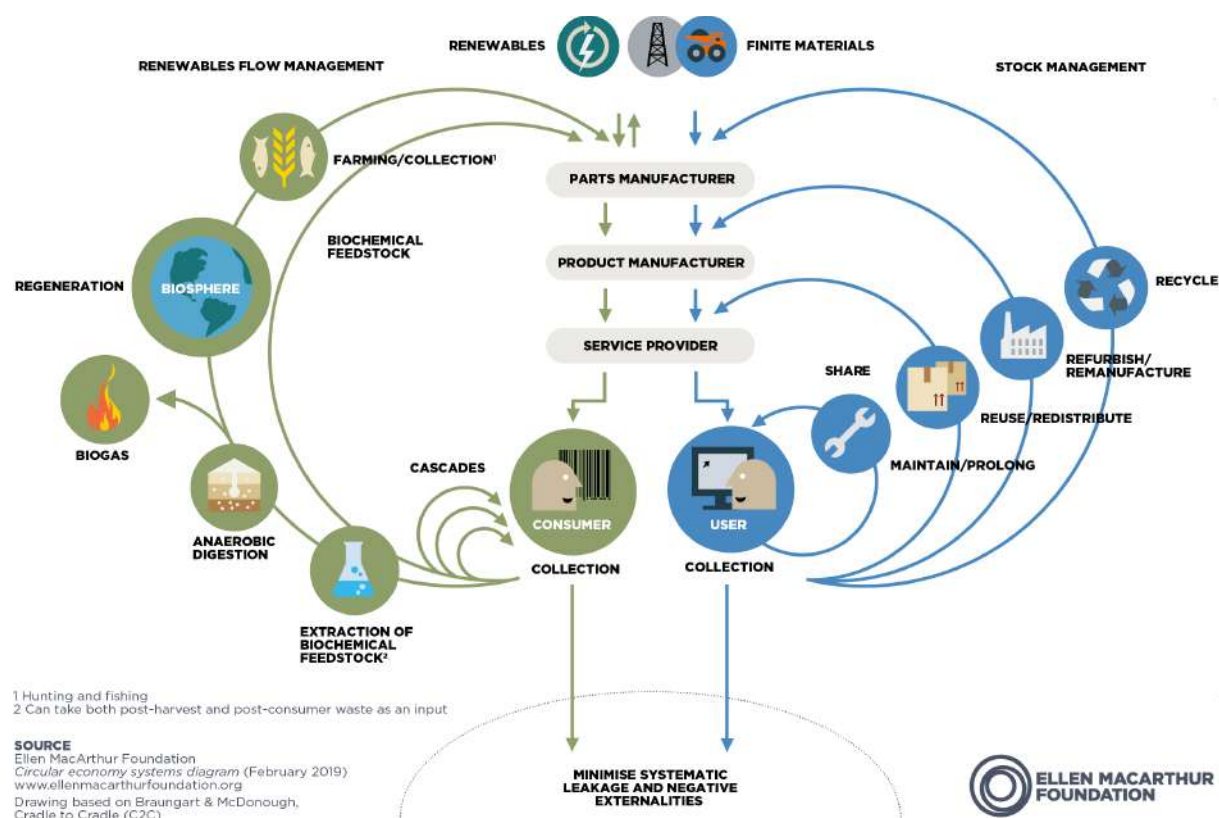 RENEWABLES
FINITE MATERIALS
RENEWABLES FLOW MANAGEMENT
STOCK MANAGEMENT
FARMING/COLLECTION¹
PARTS MANUFACTURER
BIOCHEMICAL
FEEDSTOCK
PRODUCT MANUFACTURER
REGENERATION
BIOSPHERE
RECYCLE
SERVICE PROVIDER
REFURBISH/
REMANUFACTURE
SHARE
REUSE/REDISTRIBUTE
BIOGAS
CASCADES
MAINTAIN/PROLONG
CONSUMER
USER
ANAEROBIC
DIGESTION
COLLECTION
COLLECTION
EXTRACTION OF
BIOCHEMICAL
FEEDSTOCK²
1 Hunting and fishing
2 Can take both post-harvest and post-consumer waste as an input
SOURCE
Ellen MacArthur Foundation
Circular economy systems diagram (February 2019)
www.ellenmacarthurfoundation.org
Drawing based on Braungart & McDonough,
Cradle to Cradle (C2C)
MINIMISE SYSTEMATIC
LEAKAGE AND NEGATIVE
EXTERNALITIES
ELLEN MACARTHUR
FOUNDATION